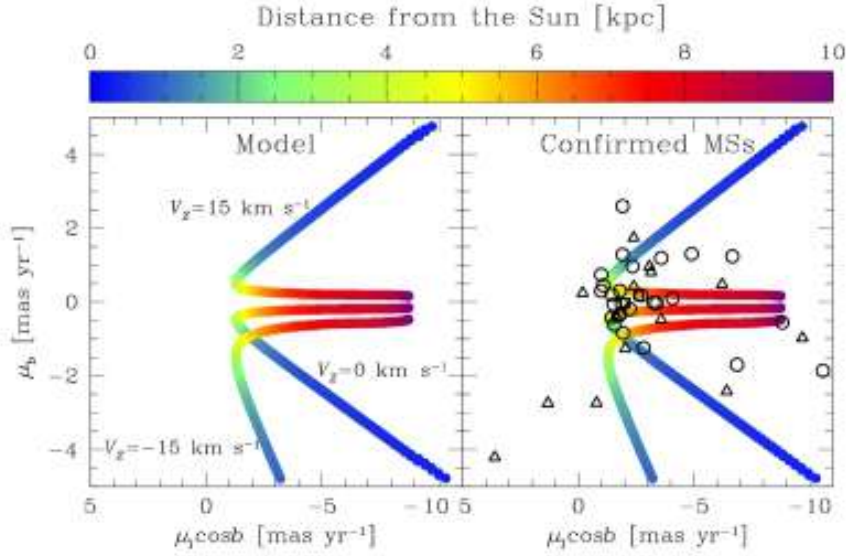 Distance from the Sun [kpc]
0 2 4 6 8 10
Model
Confirmed MSs
V_z=15 km s⁻¹
V_z=0 km s⁻¹
V_z=−15 km s⁻¹
μ_b [mas yr⁻¹]
4
2
0
−2
−4
5 0 −5 −10 5 0 −5 −10
μ_l cosb [mas yr⁻¹] μ_l cosb [mas yr⁻¹]